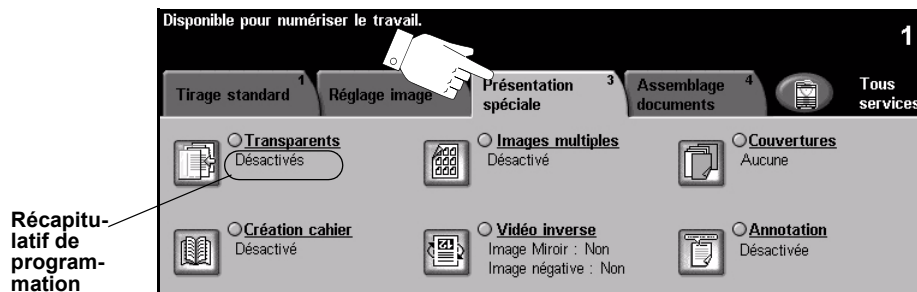 Disponible pour numériser le travail.
1
Tirage standard 1
Réglage image
Présentation spéciale 3
Assemblage documents 4
Tous services
Transparents
Désactivés
Images multiples
Désactivé
Couvertures
Aucune
Récapitu-
latif de
program-
mation
Création cahier
Désactivé
Vidéo inverse
Image Miroir : Non
Image négative : Non
Annotation
Désactivée